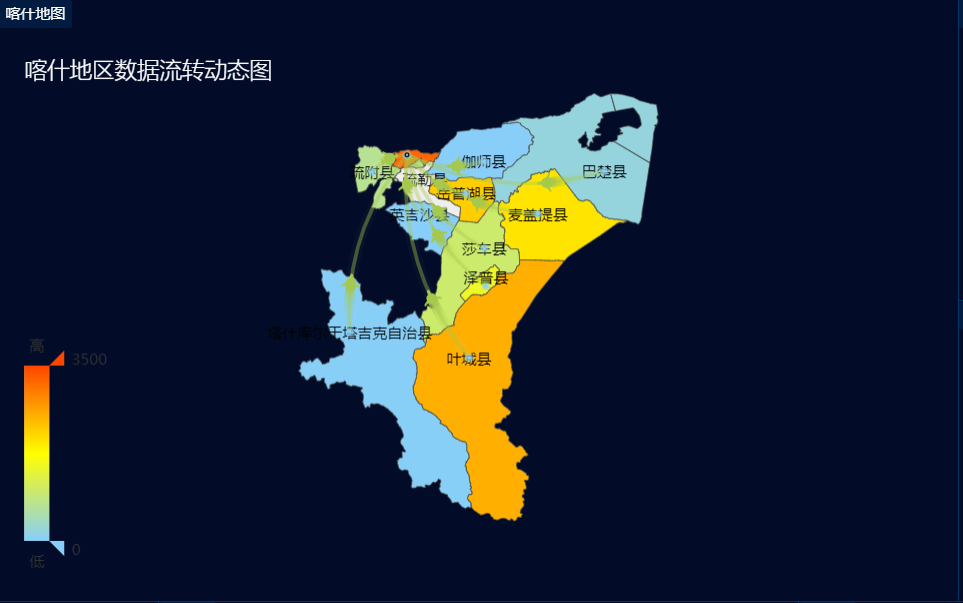 喀什地图
喀什地区数据流转动态图
伽师县
疏附县
疏勒县
巴楚县
岳普湖县
英吉沙县
麦盖提县
莎车县
泽普县
塔什库尔干塔吉克自治县
叶城县
高
3500
0
低